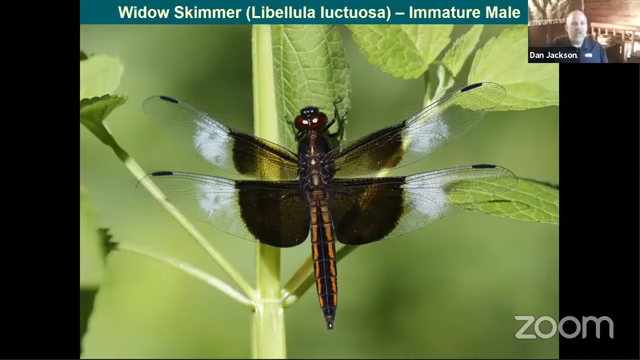 Widow Skimmer (Libellula luctuosa) – Immature Male
Dan Jackson
zoom